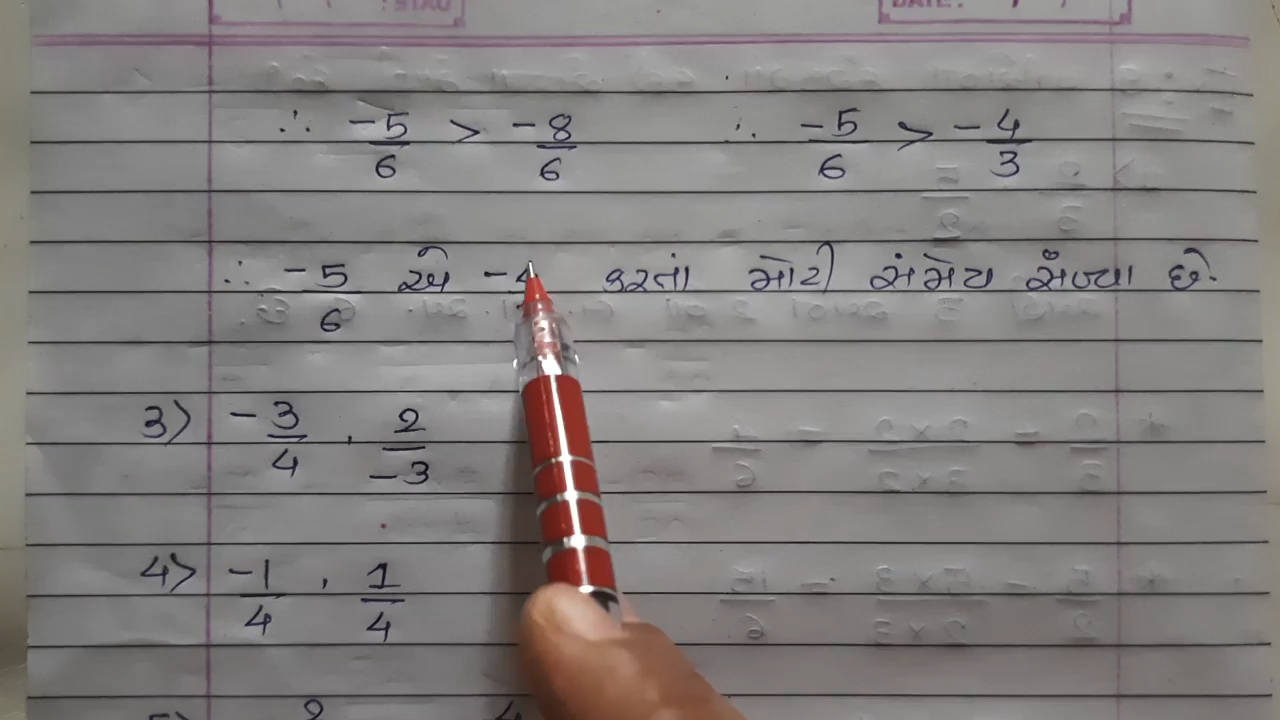 ∴ -5/6 > -8/6 ∴ -5/6 > -4/3
∴ -5/6 એ -4 કરતાં મોટી સંમેય સંખ્યા છે.
3) -3/4 , 2/-3
4) -1/4 , 1/4